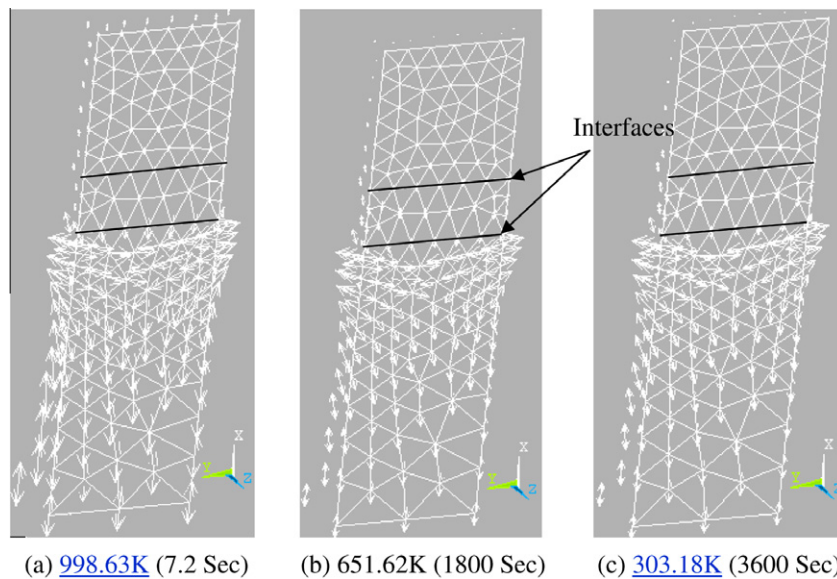 Interfaces
X
Y
Z
X
Y
Z
X
Y
Z
(a) 998.63K (7.2 Sec)
(b) 651.62K (1800 Sec)
(c) 303.18K (3600 Sec)